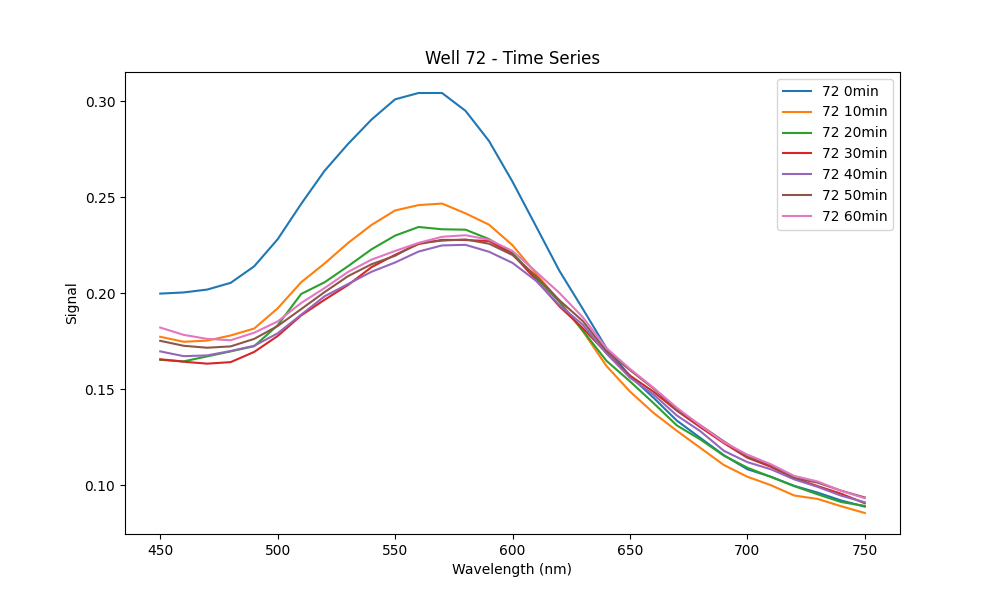 Well 72 - Time Series
72 0min
72 10min
72 20min
72 30min
72 40min
72 50min
72 60min
Signal
0.30
0.25
0.20
0.15
0.10
450 500 550 600 650 700 750
Wavelength (nm)